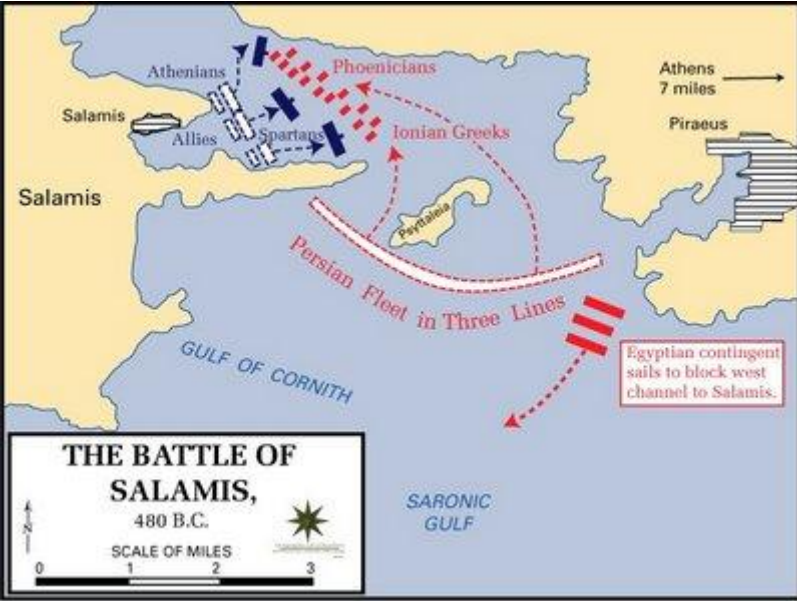 Athenians
Phoenicians
Athens
7 miles
Salamis
Allies
Spartans
Ionian Greeks
Piraeus
Salamis
Psyttaleia
Persian Fleet in Three Lines
GULF OF CORNITH
Egyptian contingent
sails to block west
channel to Salamis.
SARONIC
GULF
THE BATTLE OF
SALAMIS,
480 B.C.
N
SCALE OF MILES
0 1 2 3